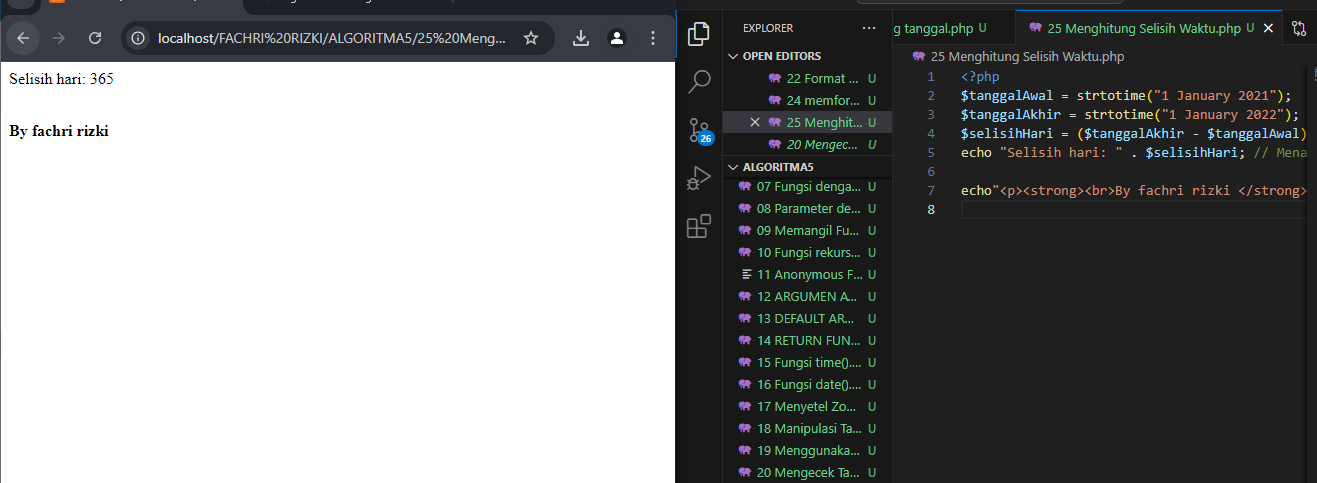 localhost/FACHRI%20RIZKI/ALGORITMA5/25%20Meng...
Selisih hari: 365
By fachri rizki
26
EXPLORER
OPEN EDITORS
22 Format ... U
24 memfor... U
25 Menghit... U
20 Mengec... U
ALGORITMA5
07 Fungsi denga... U
08 Parameter de... U
09 Memangil Fu... U
10 Fungsi rekurs... U
11 Anonymous F... U
12 ARGUMEN A... U
13 DEFAULT AR... U
14 RETURN FUN... U
15 Fungsi time().... U
16 Fungsi date().... U
17 Menyetel Zo... U
18 Manipulasi Ta... U
19 Menggunaka... U
20 Mengecek Ta... U
g tanggal.php U
25 Menghitung Selisih Waktu.php U
25 Menghitung Selisih Waktu.php
1 <?php
2 $tanggalAwal = strtotime("1 January 2021");
3 $tanggalAkhir = strtotime("1 January 2022");
4 $selisihHari = ($tanggalAkhir - $tanggalAwal)
5 echo "Selisih hari: " . $selisihHari; // Mena
6
7 echo"<p><strong><br>By fachri rizki </strong>
8